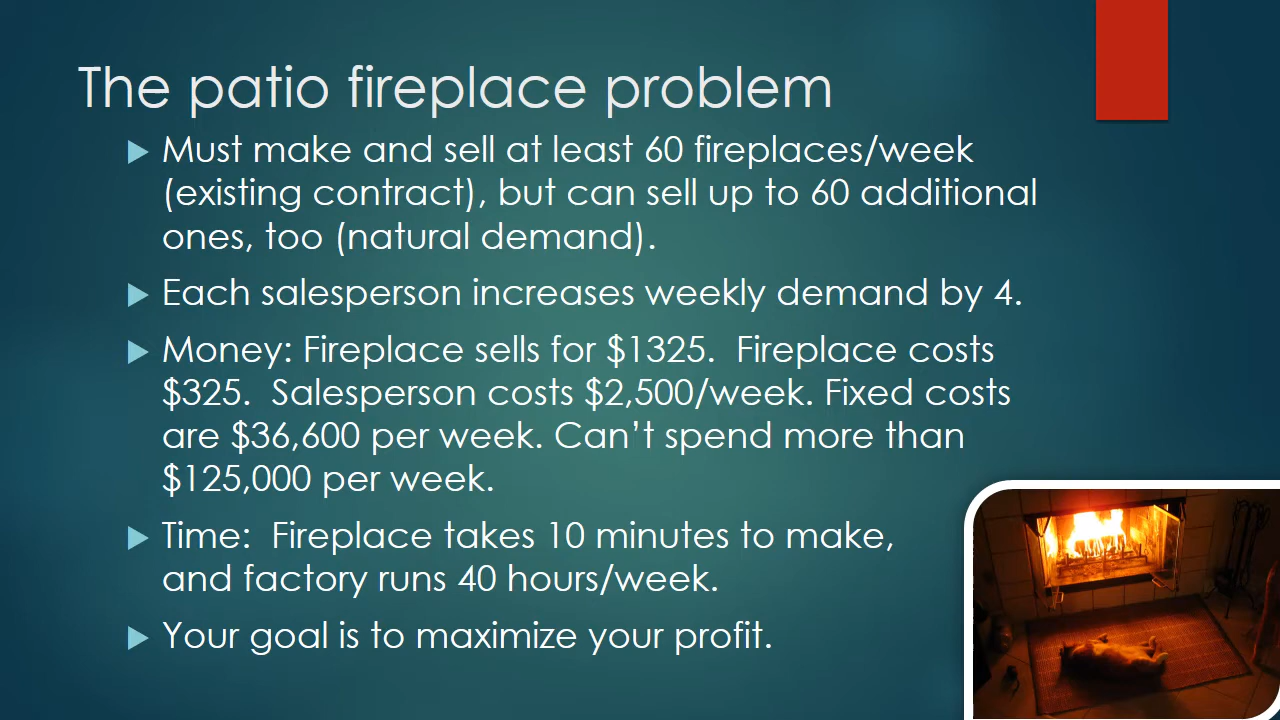 The patio fireplace problem
Must make and sell at least 60 fireplaces/week
(existing contract), but can sell up to 60 additional
ones, too (natural demand).
Each salesperson increases weekly demand by 4.
Money: Fireplace sells for $1325.  Fireplace costs
$325.  Salesperson costs $2,500/week. Fixed costs
are $36,600 per week. Can’t spend more than
$125,000 per week.
Time:  Fireplace takes 10 minutes to make,
and factory runs 40 hours/week.
Your goal is to maximize your profit.